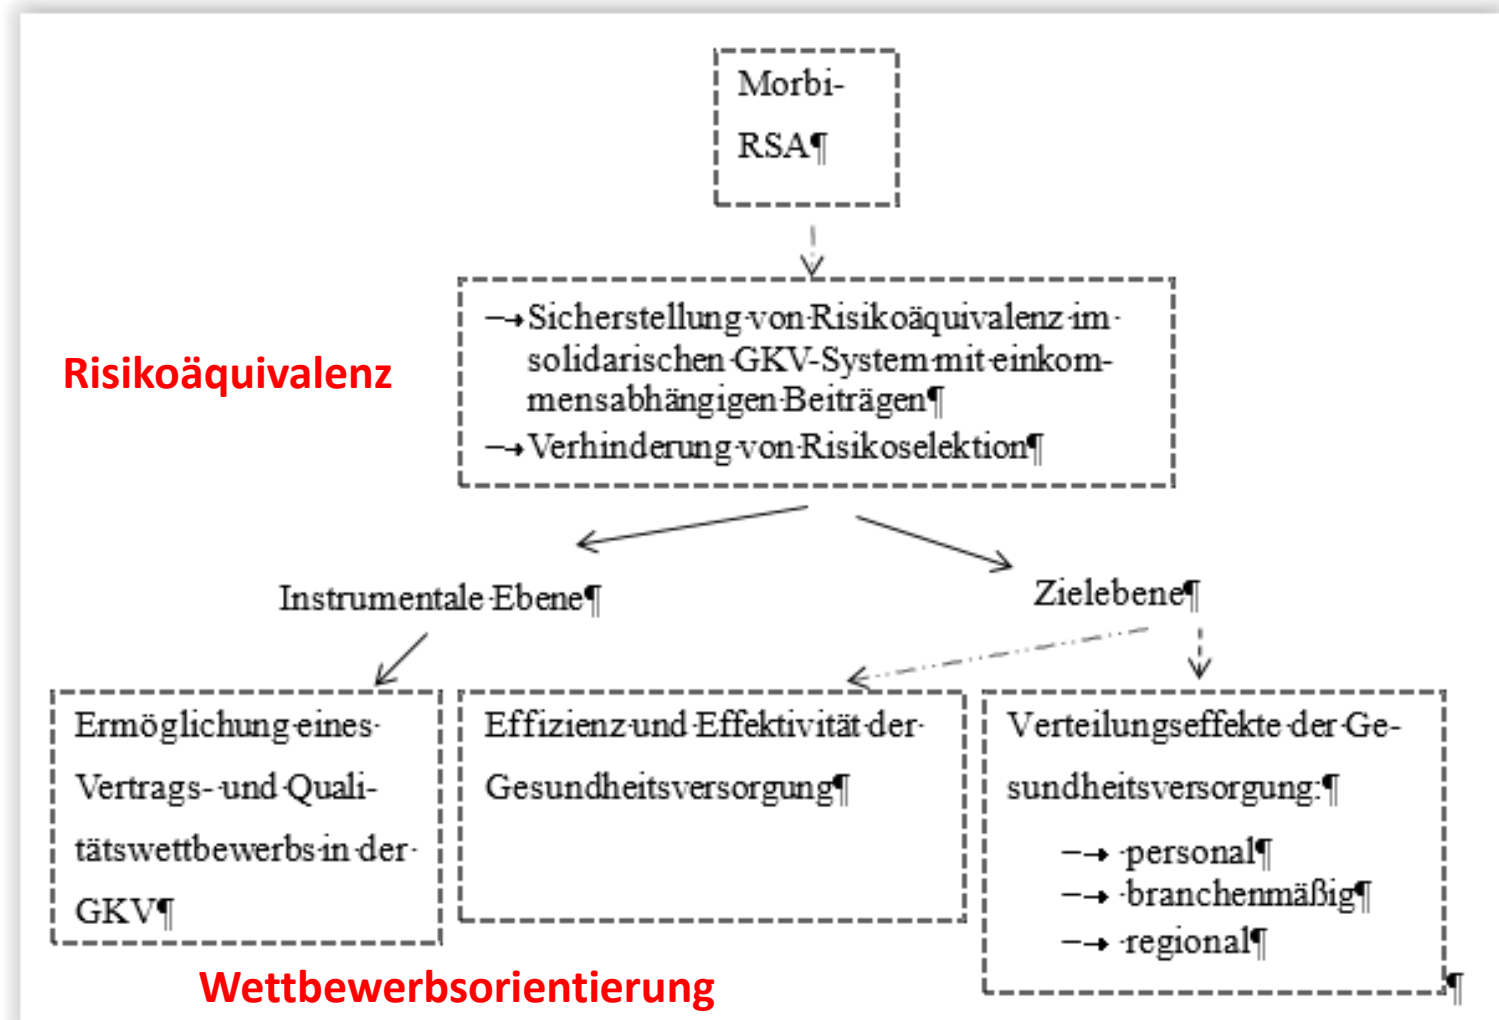 Morbi-
RSA¶
Risikoäquivalenz
→Sicherstellung·von·Risikoäquivalenz·im·
solidarischen·GKV-System·mit·einkom-
mensabhängigen·Beiträgen¶
→Verhinderung·von·Risikoselektion¶
Instrumentale·Ebene¶
Zielebene¶
Ermöglichung·eines·
Vertrags-·und·Quali-
tätswettbewerbs·in·der·
GKV¶
Effizienz·und·Effektivität·der·
Gesundheitsversorgung¶
Verteilungseffekte·der·Ge-
sundheitsversorgung:¶
→·personal¶
→·branchenmäßig¶
→·regional¶
¶
Wettbewerbsorientierung